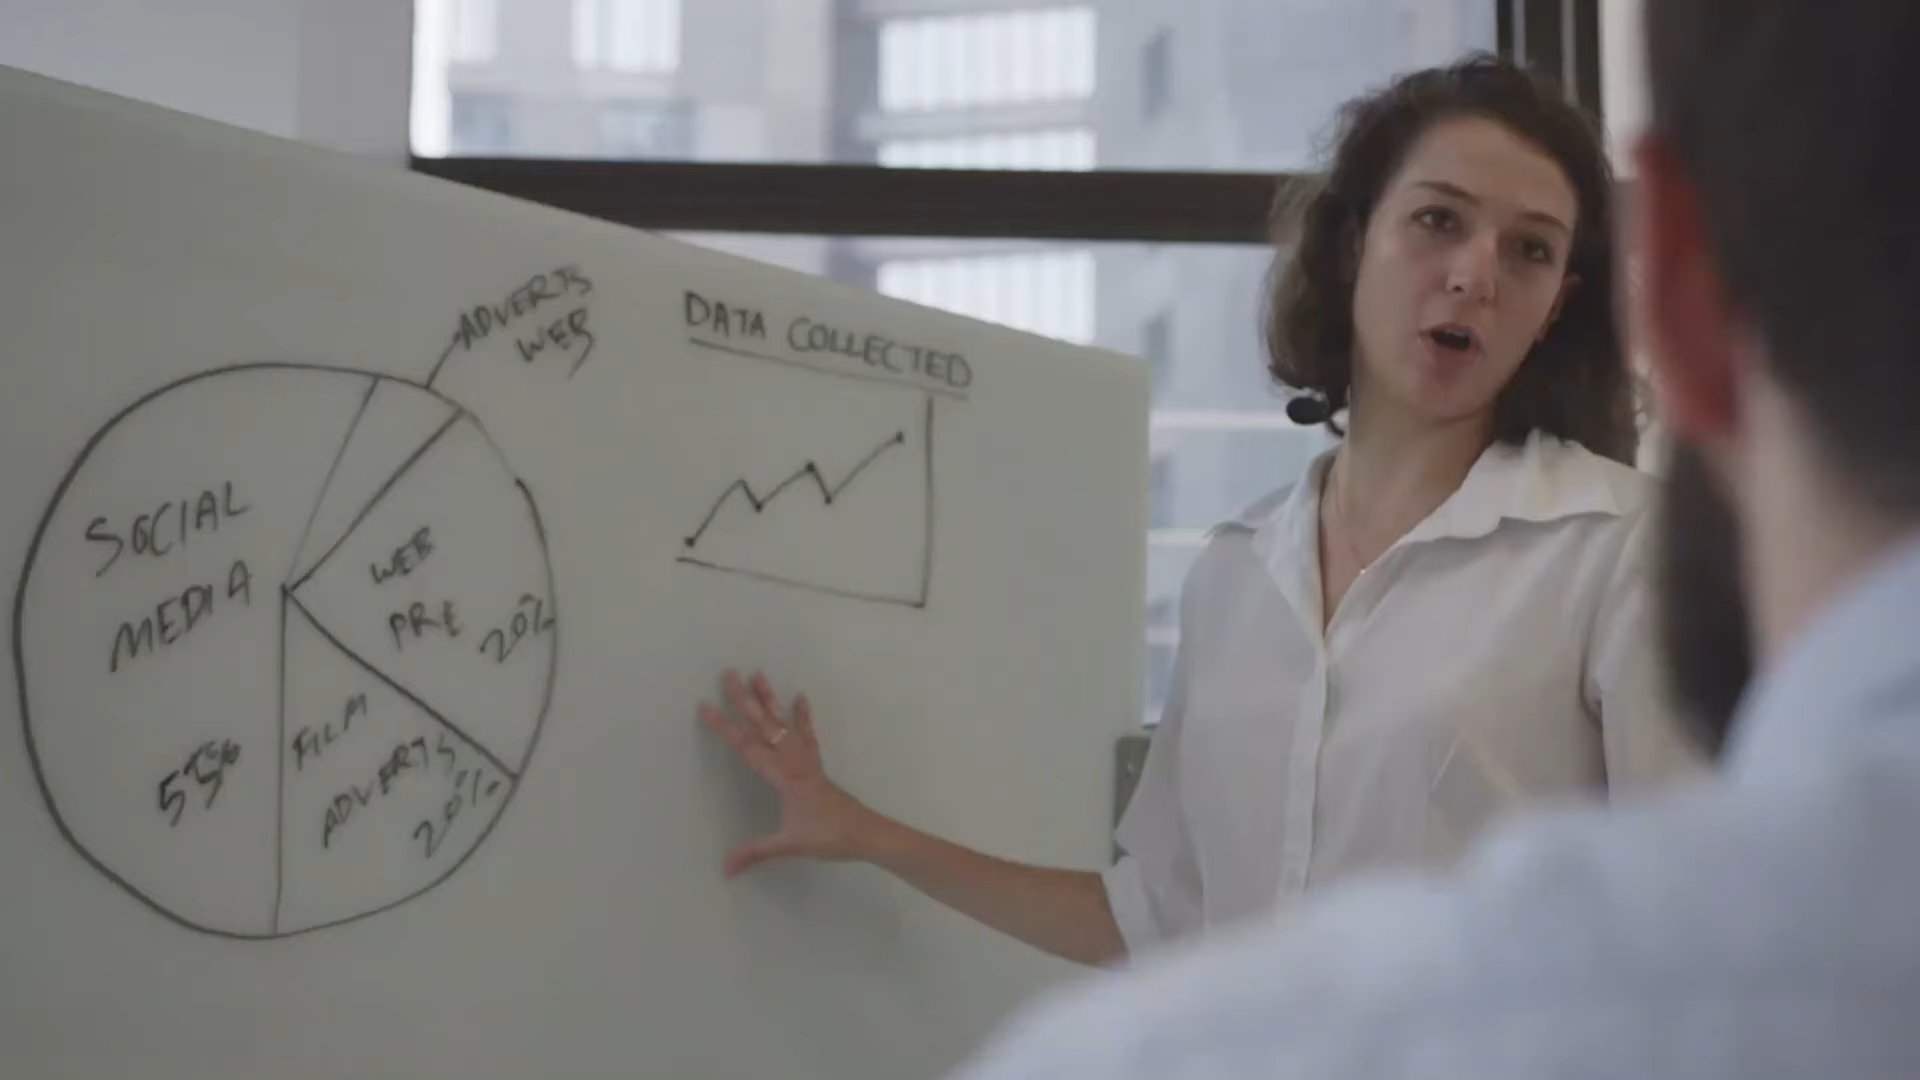 ADVERTS
WEB
DATA COLLECTED
SOCIAL
MEDIA
55%
WEB
PRE
20%
FILM
ADVERTS
20%